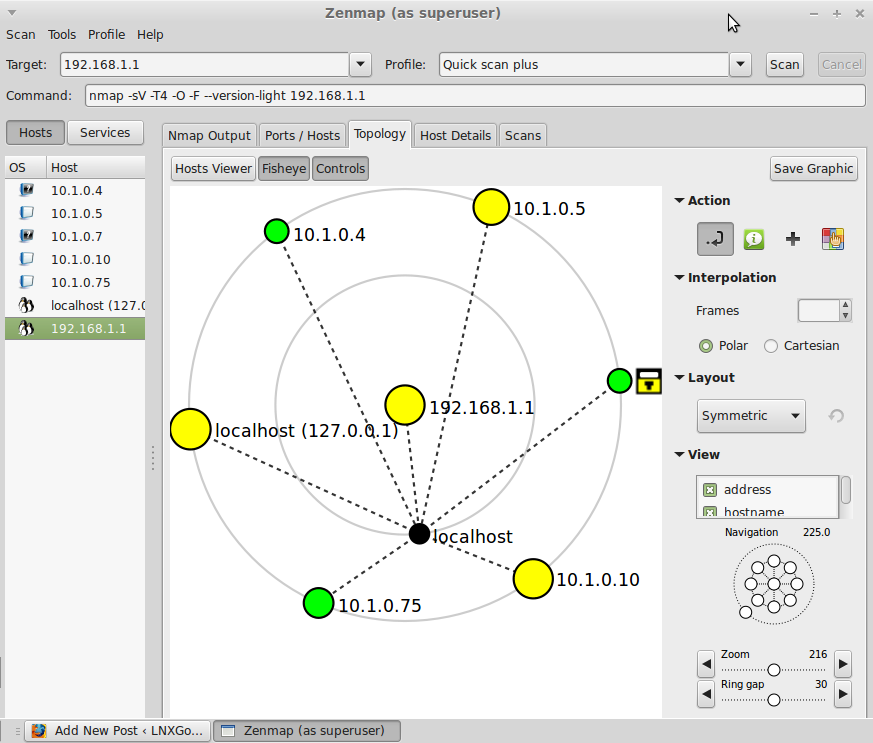 Zenmap (as superuser)
Scan Tools Profile Help
Target: 192.168.1.1 Profile: Quick scan plus Scan Cancel
Command: nmap -sV -T4 -O -F --version-light 192.168.1.1
Hosts Services
Nmap Output Ports / Hosts Topology Host Details Scans
OS Host
10.1.0.4
10.1.0.5
10.1.0.7
10.1.0.10
10.1.0.75
localhost (127.0
192.168.1.1
Hosts Viewer Fisheye Controls Save Graphic
10.1.0.5
10.1.0.4
192.168.1.1
localhost (127.0.0.1)
localhost
10.1.0.10
10.1.0.75
Action
Interpolation
Frames
Polar Cartesian
Layout
Symmetric
View
address
hostname
Navigation 225.0
Zoom 216
Ring gap 30
Add New Post ‹ LNXGo... Zenmap (as superuser)